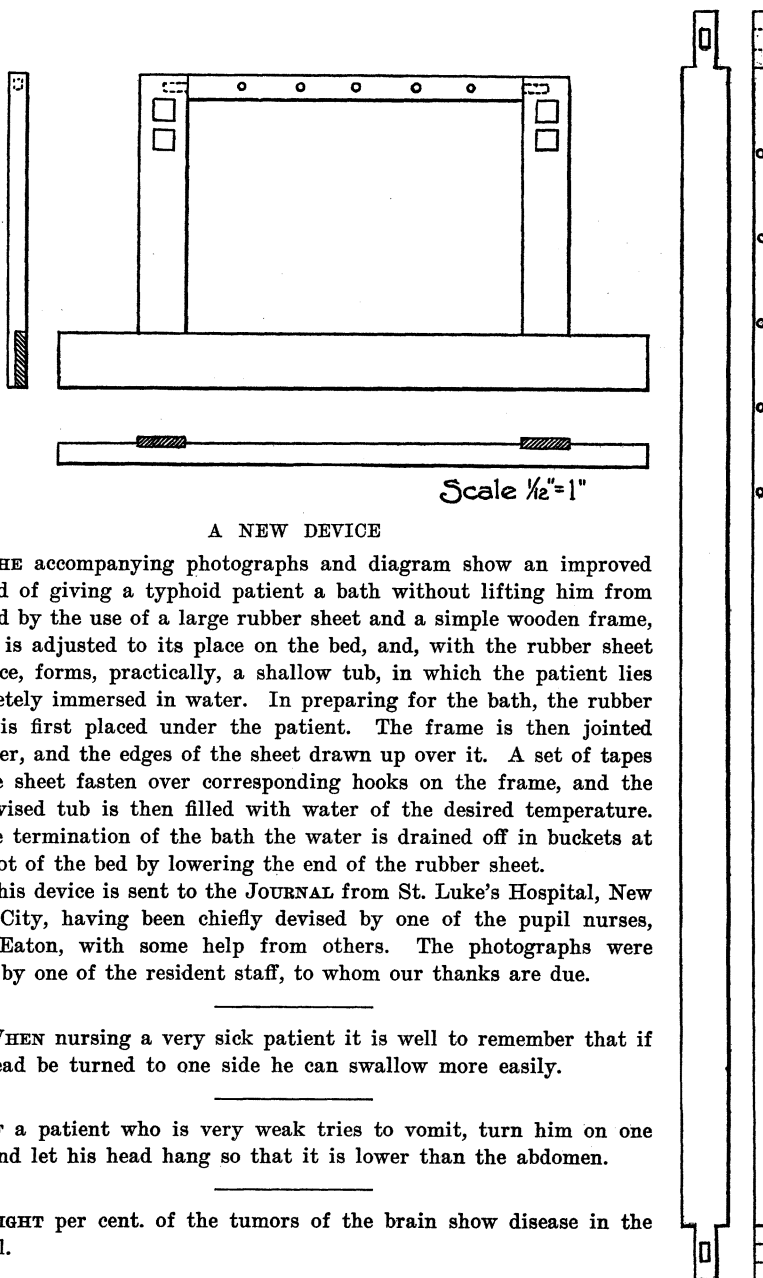 Scale 1/12"=1"
A NEW DEVICE
HE accompanying photographs and diagram show an improved
d of giving a typhoid patient a bath without lifting him from
d by the use of a large rubber sheet and a simple wooden frame,
is adjusted to its place on the bed, and, with the rubber sheet
ce, forms, practically, a shallow tub, in which the patient lies
etely immersed in water. In preparing for the bath, the rubber
is first placed under the patient. The frame is then jointed
er, and the edges of the sheet drawn up over it. A set of tapes
e sheet fasten over corresponding hooks on the frame, and the
vised tub is then filled with water of the desired temperature.
e termination of the bath the water is drained off in buckets at
ot of the bed by lowering the end of the rubber sheet.
his device is sent to the JOURNAL from St. Luke's Hospital, New
City, having been chiefly devised by one of the pupil nurses,
Eaton, with some help from others. The photographs were
by one of the resident staff, to whom our thanks are due.
WHEN nursing a very sick patient it is well to remember that if
ead be turned to one side he can swallow more easily.
a patient who is very weak tries to vomit, turn him on one
nd let his head hang so that it is lower than the abdomen.
IGHT per cent. of the tumors of the brain show disease in the
l.